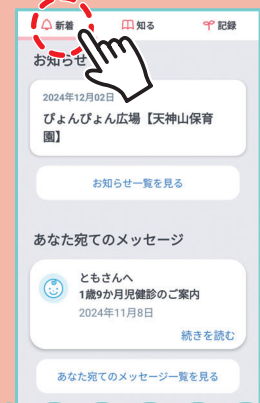 新着
知る
記録
お知らせ
2024年12月02日
ぴょんぴょん広場【天神山保育
園】
お知らせ一覧を見る
あなた宛てのメッセージ
ともさんへ
1歳9か月児健診のご案内
2024年11月8日
続きを読む
あなた宛てのメッセージ一覧を見る